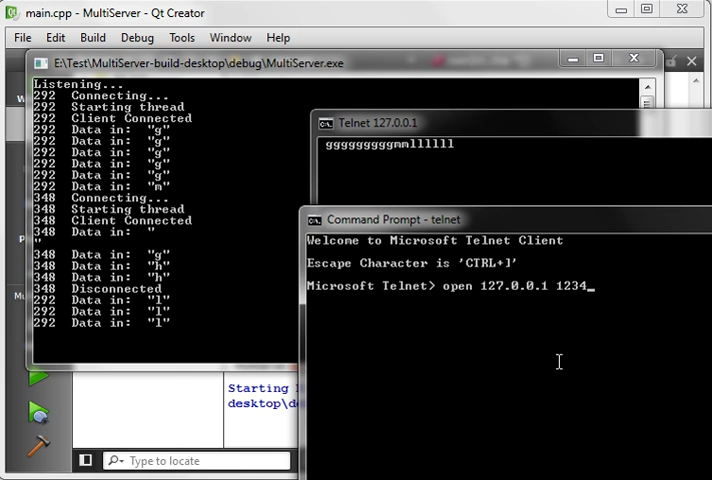 main.cpp - MultiServer - Qt Creator
File Edit Build Debug Tools Window Help
E:\Test\MultiServer-build-desktop\debug\MultiServer.exe
Listening...
292 Connecting...
292 Starting thread
292 Client Connected
292 Data in: "g"
292 Data in: "g"
292 Data in: "g"
292 Data in: "g"
292 Data in: "g"
292 Data in: "m"
348 Connecting...
348 Starting thread
348 Client Connected
348 Data in: "
"
348 Data in: "g"
348 Data in: "h"
348 Data in: "h"
348 Disconnected
292 Data in: "l"
292 Data in: "l"
292 Data in: "l"
Telnet 127.0.0.1
gggggggggmmllllll
Command Prompt - telnet
Welcome to Microsoft Telnet Client
Escape Character is 'CTRL+]'
Microsoft Telnet> open 127.0.0.1 1234_
Starting
desktop\de
Type to locate